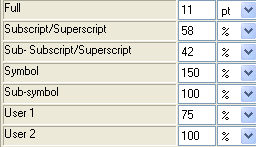 Full 11 pt
Subscript/Superscript 58 %
Sub- Subscript/Superscript 42 %
Symbol 150 %
Sub-symbol 100 %
User 1 75 %
User 2 100 %